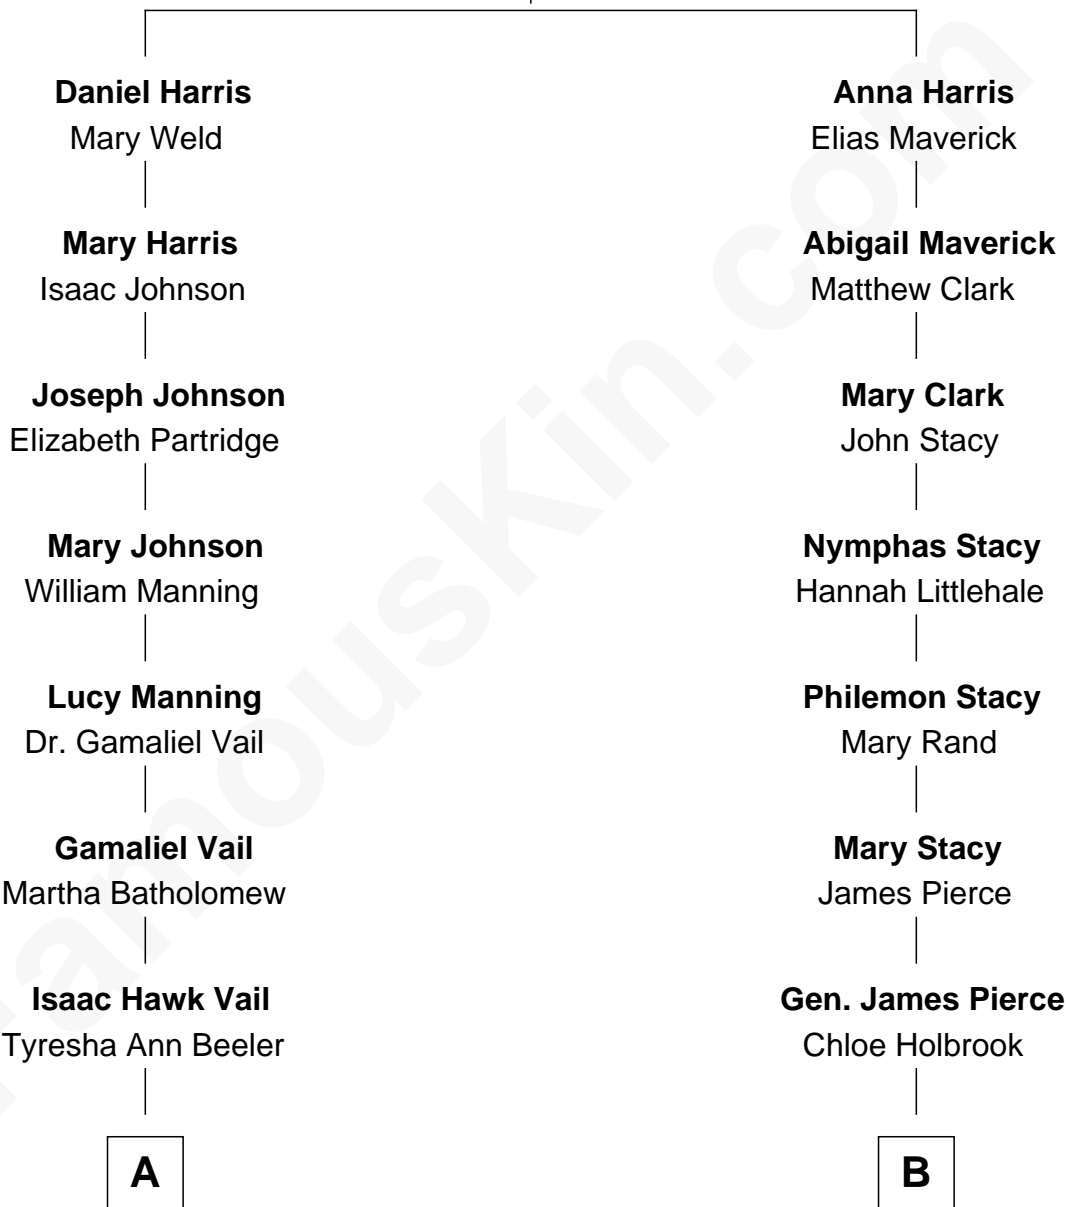 Daniel Harris
Mary Weld
Mary Harris
Isaac Johnson
Joseph Johnson
Elizabeth Partridge
Mary Johnson
William Manning
Lucy Manning
Dr. Gamaliel Vail
Gamaliel Vail
Martha Batholomew
Isaac Hawk Vail
Tyresha Ann Beeler
A
Anna Harris
Elias Maverick
Abigail Maverick
Matthew Clark
Mary Clark
John Stacy
Nymphas Stacy
Hannah Littlehale
Philemon Stacy
Mary Rand
Mary Stacy
James Pierce
Gen. James Pierce
Chloe Holbrook
B
FamousKin.com